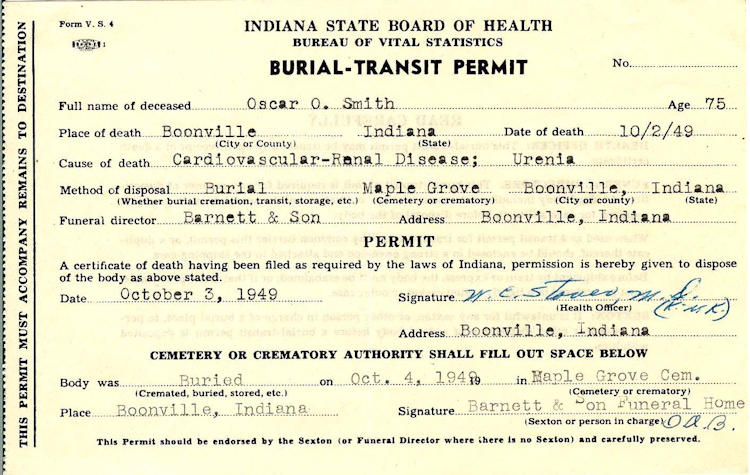 Form V. S. 4
INDIANA STATE BOARD OF HEALTH
BUREAU OF VITAL STATISTICS
BURIAL-TRANSIT PERMIT
No.
Full name of deceased Oscar O. Smith Age 75
Place of death Boonville Indiana Date of death 10/2/49
(City or County) (State)
Cause of death Cardiovascular-Renal Disease; Urenia
Method of disposal Burial Maple Grove Boonville, Indiana
(Whether burial cremation, transit, storage, etc.) (Cemetery or crematory) (City or county) (State)
Funeral director Barnett & Son Address Boonville, Indiana
PERMIT
A certificate of death having been filed as required by the laws of Indiana, permission is hereby given to dispose
of the body as above stated.
Date October 3, 1949 Signature W. E. Stover, M. D.
(Health Officer)
Address Boonville, Indiana
CEMETERY OR CREMATORY AUTHORITY SHALL FILL OUT SPACE BELOW
Body was Buried on Oct. 4, 1949 19 in Maple Grove Cem.
(Cremated, buried, stored, etc.) (Cemetery or crematory)
Place Boonville, Indiana Signature Barnett & Son Funeral Home
(Sexton or person in charge)
This Permit should be endorsed by the Sexton (or Funeral Director where there is no Sexton) and carefully preserved.
THIS PERMIT MUST ACCOMPANY REMAINS TO DESTINATION